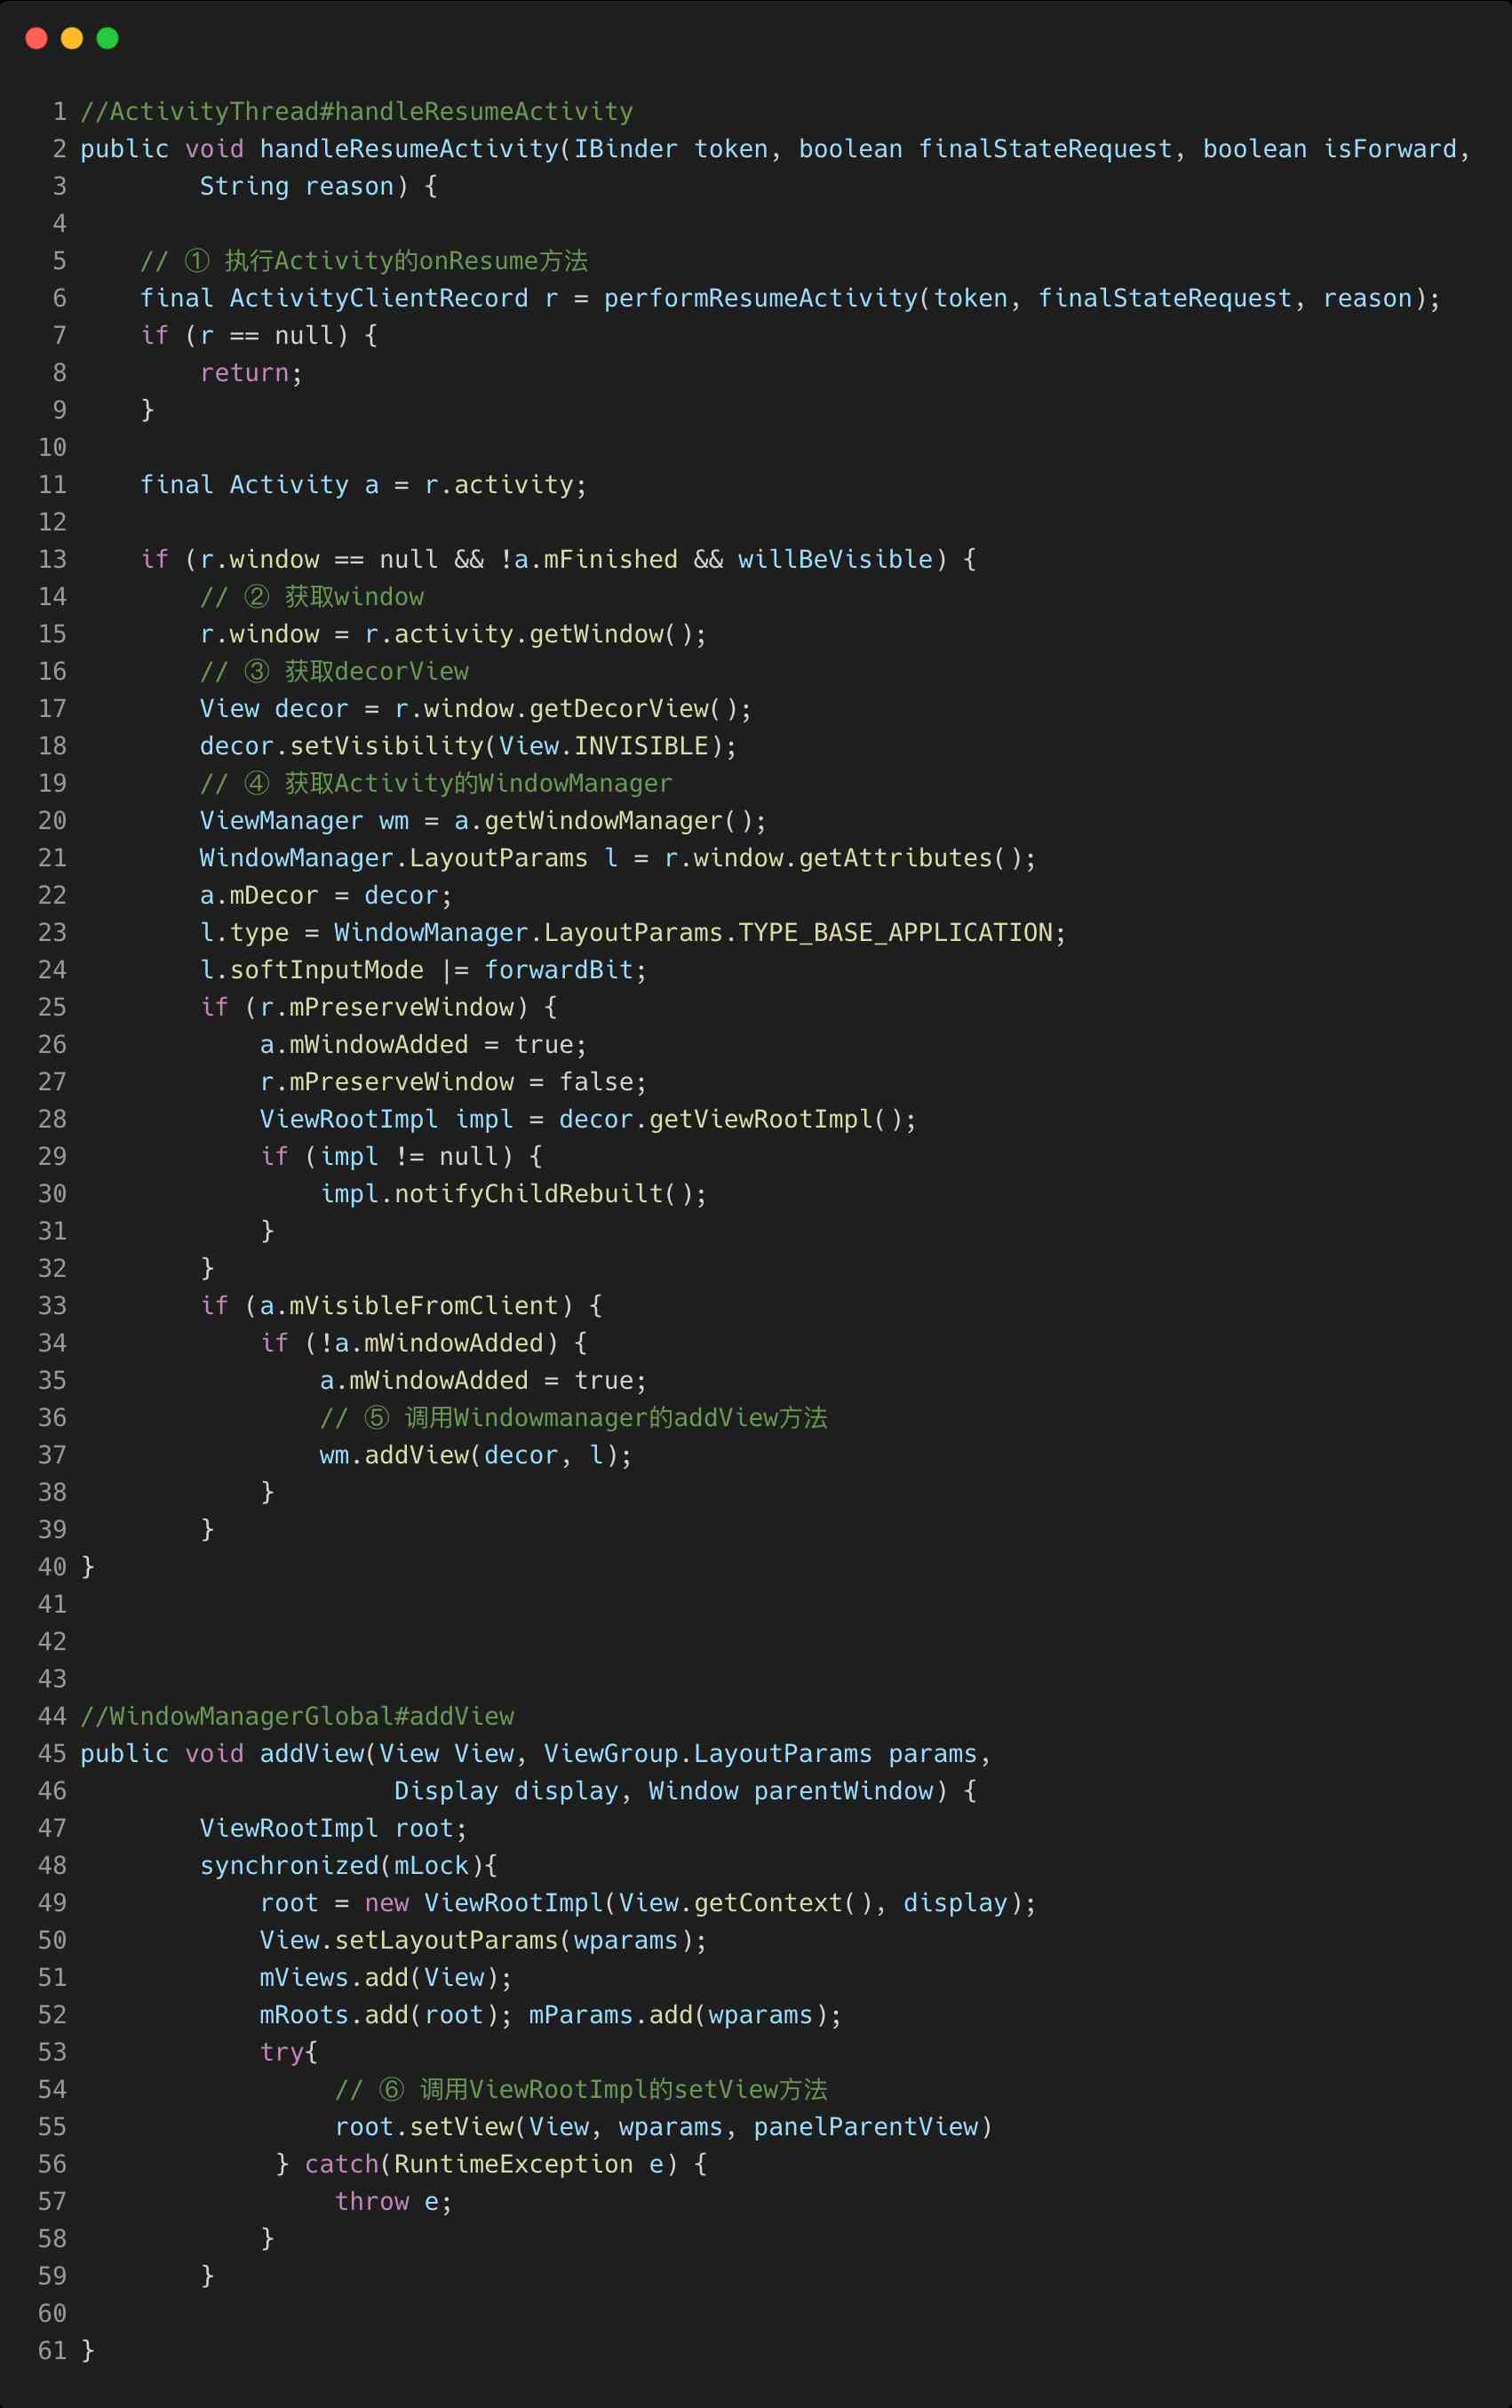 1 //ActivityThread#handleResumeActivity
2 public void handleResumeActivity(IBinder token, boolean finalStateRequest, boolean isForward,
3         String reason) {
4
5     // ① 执行Activity的onResume方法
6     final ActivityClientRecord r = performResumeActivity(token, finalStateRequest, reason);
7     if (r == null) {
8         return;
9     }
10
11     final Activity a = r.activity;
12
13     if (r.window == null && !a.mFinished && willBeVisible) {
14         // ② 获取window
15         r.window = r.activity.getWindow();
16         // ③ 获取decorView
17         View decor = r.window.getDecorView();
18         decor.setVisibility(View.INVISIBLE);
19         // ④ 获取Activity的WindowManager
20         ViewManager wm = a.getWindowManager();
21         WindowManager.LayoutParams l = r.window.getAttributes();
22         a.mDecor = decor;
23         l.type = WindowManager.LayoutParams.TYPE_BASE_APPLICATION;
24         l.softInputMode |= forwardBit;
25         if (r.mPreserveWindow) {
26             a.mWindowAdded = true;
27             r.mPreserveWindow = false;
28             ViewRootImpl impl = decor.getViewRootImpl();
29             if (impl != null) {
30                 impl.notifyChildRebuilt();
31             }
32         }
33         if (a.mVisibleFromClient) {
34             if (!a.mWindowAdded) {
35                 a.mWindowAdded = true;
36                 // ⑤ 调用Windowmanager的addView方法
37                 wm.addView(decor, l);
38             }
39         }
40 }
41
42
43
44 //WindowManagerGlobal#addView
45 public void addView(View View, ViewGroup.LayoutParams params,
46                      Display display, Window parentWindow) {
47         ViewRootImpl root;
48         synchronized(mLock){
49             root = new ViewRootImpl(View.getContext(), display);
50             View.setLayoutParams(wparams);
51             mViews.add(View);
52             mRoots.add(root); mParams.add(wparams);
53             try{
54                  // ⑥ 调用ViewRootImpl的setView方法
55                  root.setView(View, wparams, panelParentView)
56              } catch(RuntimeException e) {
57                  throw e;
58             }
59         }
60
61 }